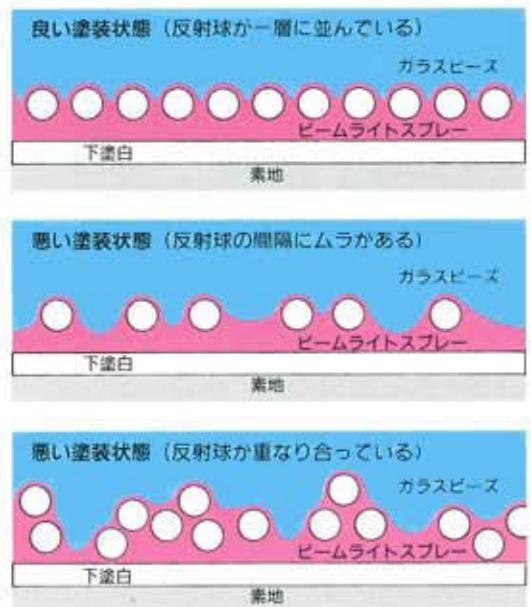 良い塗装状態（反射球が一層に並んでいる）
ガラスビーズ
ビームライトスプレー
下塗白
素地
悪い塗装状態（反射球の間隔にムラがある）
ガラスビーズ
ビームライトスプレー
下塗白
素地
悪い塗装状態（反射球が重なり合っている）
ガラスビーズ
ビームライトスプレー
下塗白
素地